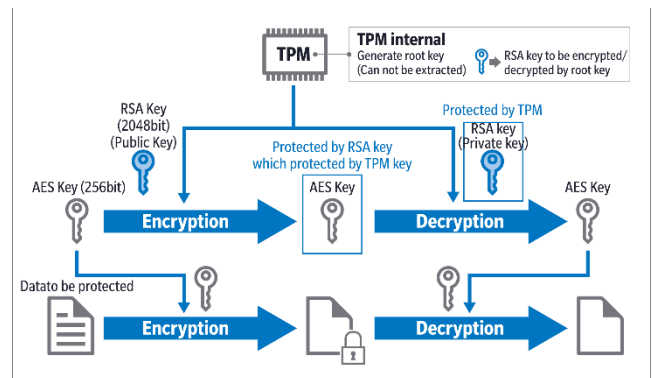 TPM
TPM internal
Generate root key
(Can not be extracted)
RSA key to be encrypted/
decrypted by root key
RSA Key
(2048bit)
(Public Key)
Protected by TPM
RSA key
(Private key)
Protected by RSA key
which protected by TPM key
AES Key (256bit)
Encryption
AES Key
Decryption
AES Key
Datato be protected
Encryption
Decryption